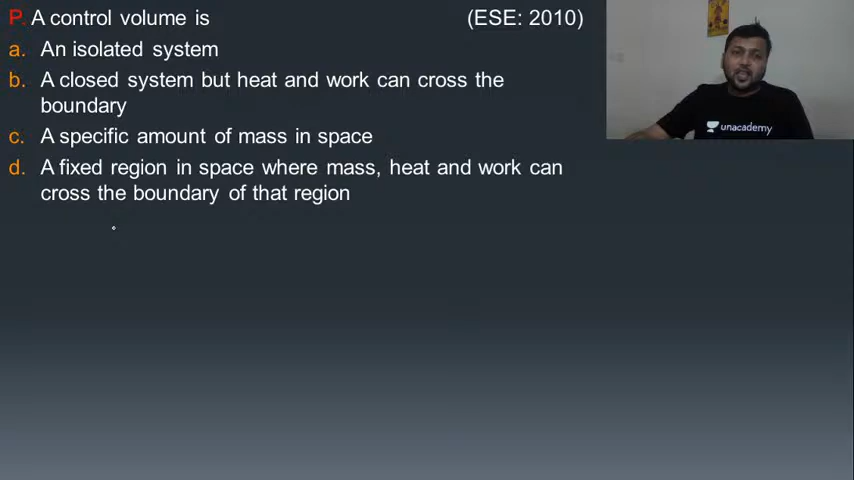 P. A control volume is (ESE: 2010)
a. An isolated system
b. A closed system but heat and work can cross the
boundary
c. A specific amount of mass in space
d. A fixed region in space where mass, heat and work can
cross the boundary of that region
unacademy